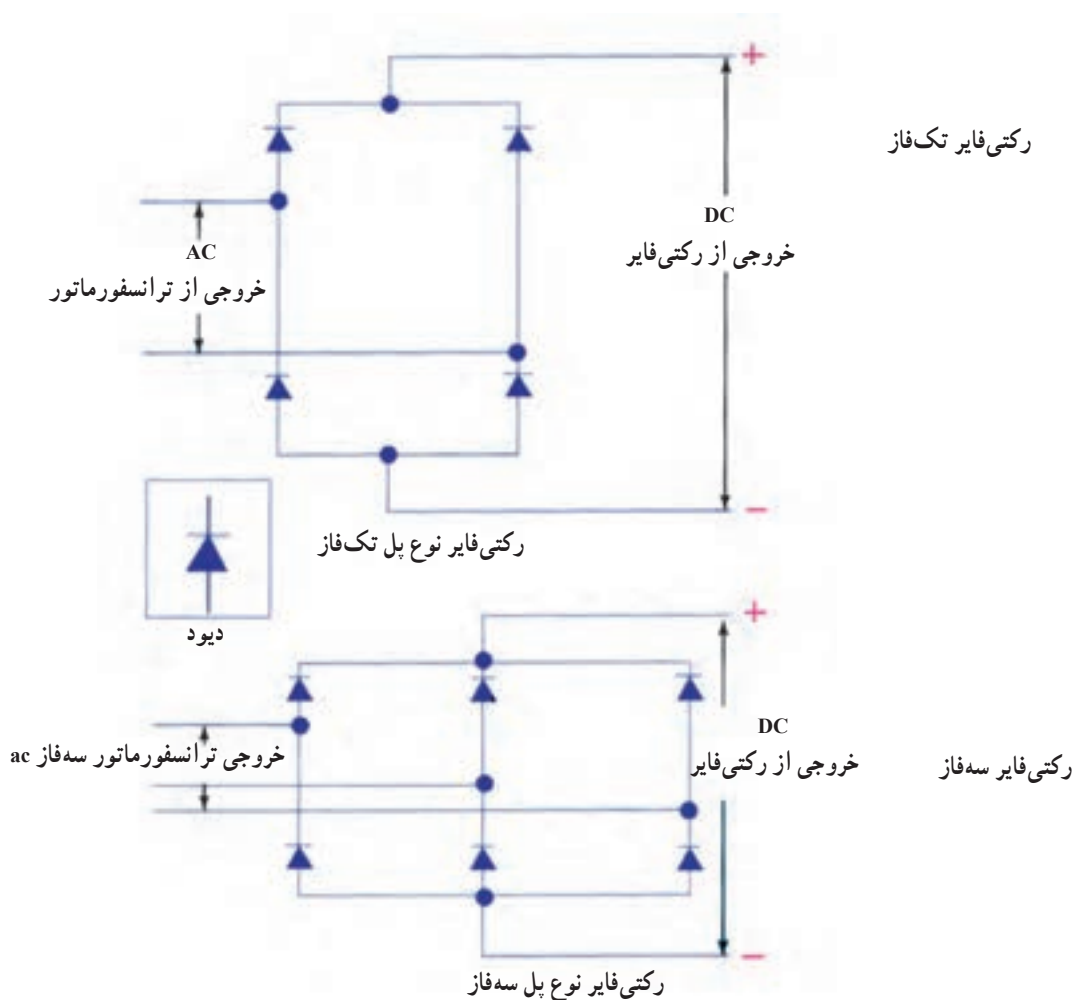 +
رکتی‌فایر تک‌فاز
DC
خروجی از رکتی‌فایر
AC
خروجی از ترانسفورماتور
−
رکتی‌فایر نوع پل تک‌فاز
دیود
+
DC
خروجی از رکتی‌فایر
خروجی ترانسفورماتور سه‌فاز ac
رکتی‌فایر سه‌فاز
−
رکتی‌فایر نوع پل سه‌فاز